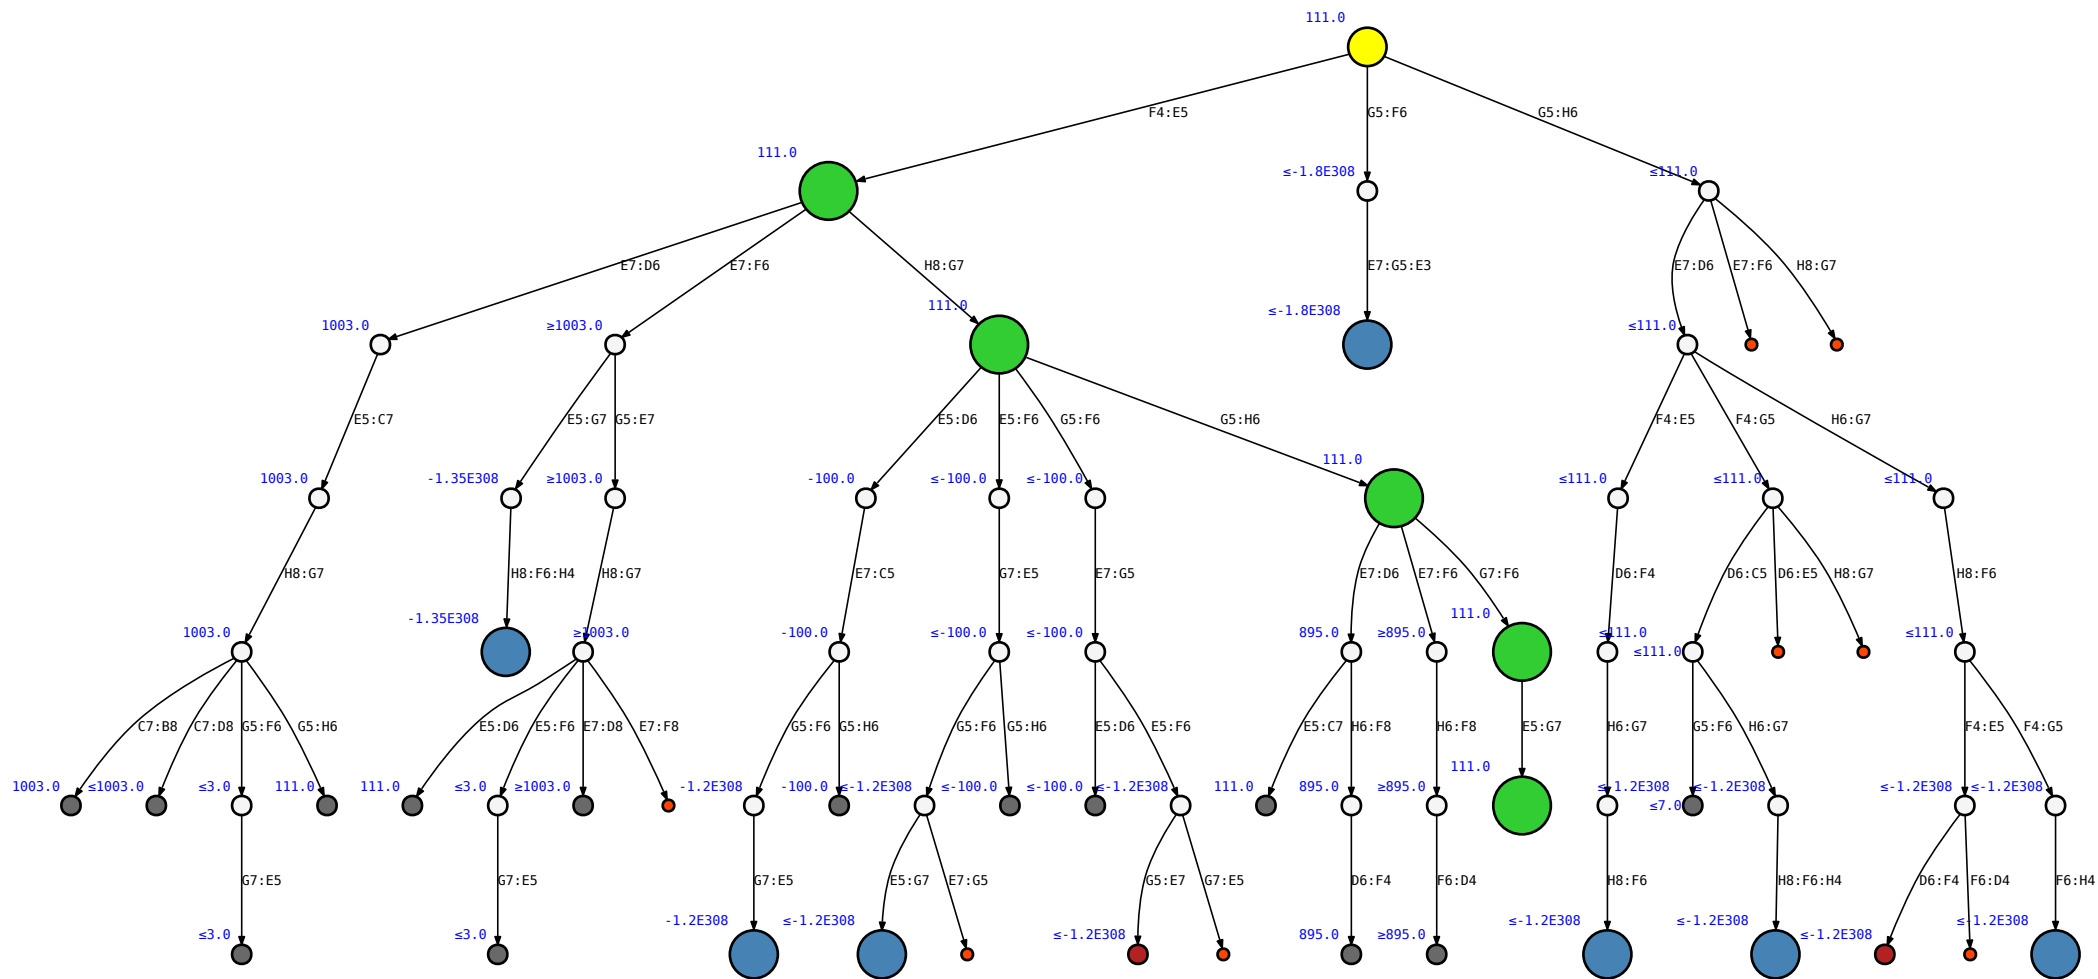 111.0
F4:E5
G5:F6
G5:H6
111.0
≤-1.8E308
≤111.0
E7:D6
E7:F6
H8:G7
E7:G5:E3
E7:D6
E7:F6
H8:G7
1003.0
≥1003.0
111.0
≤-1.8E308
≤111.0
E5:C7
E5:G7
G5:E7
E5:D6
E5:F6
G5:F6
G5:H6
F4:E5
F4:G5
H6:G7
1003.0
-1.35E308
≥1003.0
-100.0
≤-100.0
≤-100.0
111.0
≤111.0
≤111.0
≤111.0
H8:G7
H8:F6:H4
H8:G7
E7:C5
G7:E5
E7:G5
E7:D6
E7:F6
G7:F6
D6:F4
D6:C5
D6:E5
H8:G7
H8:F6
1003.0
-1.35E308
≥1003.0
-100.0
≤-100.0
≤-100.0
895.0
≥895.0
111.0
≤111.0
≤111.0
≤111.0
C7:B8
C7:D8
G5:F6
G5:H6
E5:D6
E5:F6
E7:D8
E7:F8
G5:F6
G5:H6
G5:F6
G5:H6
E5:D6
E5:F6
E5:C7
H6:F8
H6:F8
E5:G7
H6:G7
G5:F6
H6:G7
F4:E5
F4:G5
1003.0
≤1003.0
≤3.0
111.0
111.0
≤3.0
≥1003.0
-1.2E308
-100.0
≤-1.2E308
≤-100.0
≤-100.0
≤-1.2E308
111.0
895.0
≥895.0
111.0
≤-1.2E308
≤7.0
≤-1.2E308
≤-1.2E308
≤-1.2E308
G7:E5
G7:E5
G7:E5
E5:G7
E7:G5
G5:E7
G7:E5
D6:F4
F6:D4
H8:F6
H8:F6:H4
D6:F4
F6:D4
F6:H4
≤3.0
≤3.0
-1.2E308
≤-1.2E308
≤-1.2E308
895.0
≥895.0
≤-1.2E308
≤-1.2E308
≤-1.2E308
≤-1.2E308